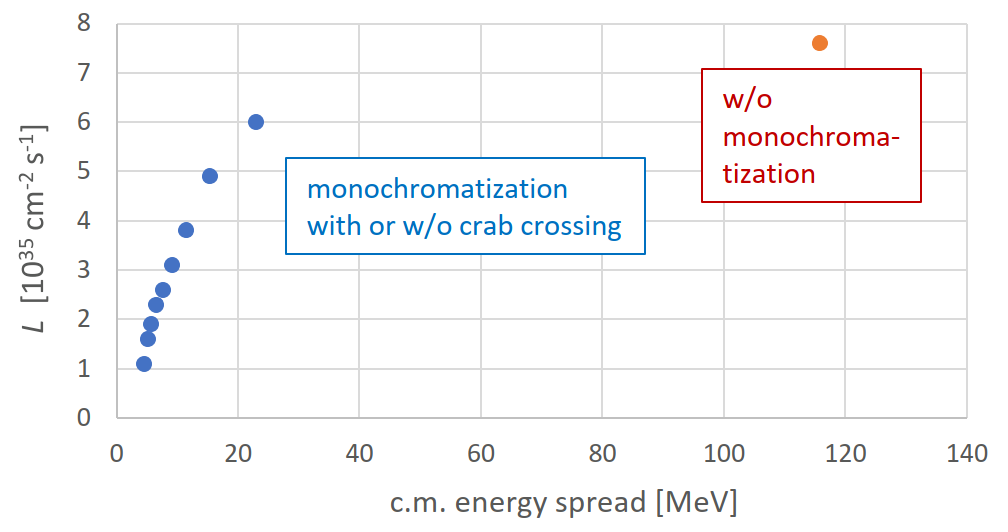 8
7
6
5
4
3
2
1
0
L [10³⁵ cm⁻² s⁻¹]
w/o
monochroma-
tization
monochromatization
with or w/o crab crossing
0 20 40 60 80 100 120 140
c.m. energy spread [MeV]